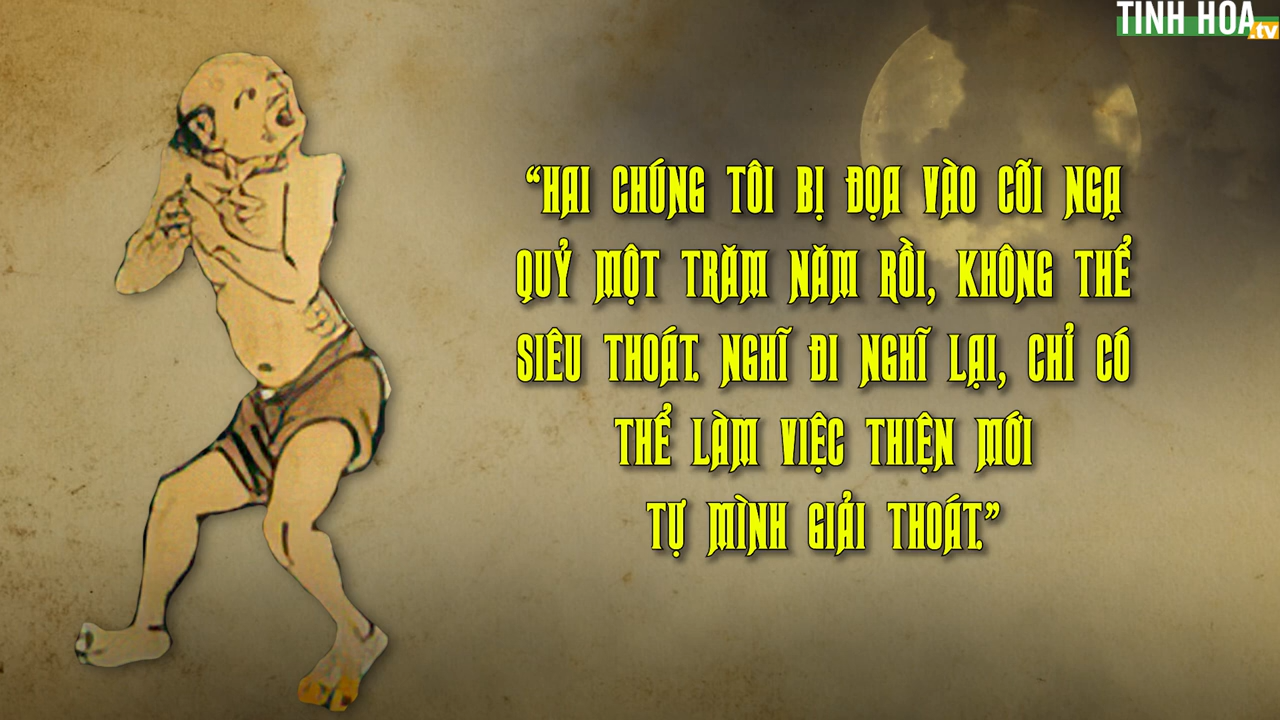 TINH HOA
.tv
“HAI CHÚNG TÔI BỊ ĐỌA VÀO CÕI NGẠ
QUỶ MỘT TRĂM NĂM RỒI, KHÔNG THỂ
SIÊU THOÁT. NGHĨ ĐI NGHĨ LẠI, CHỈ CÓ
THỂ LÀM VIỆC THIỆN MỚI
TỰ MÌNH GIẢI THOÁT.”